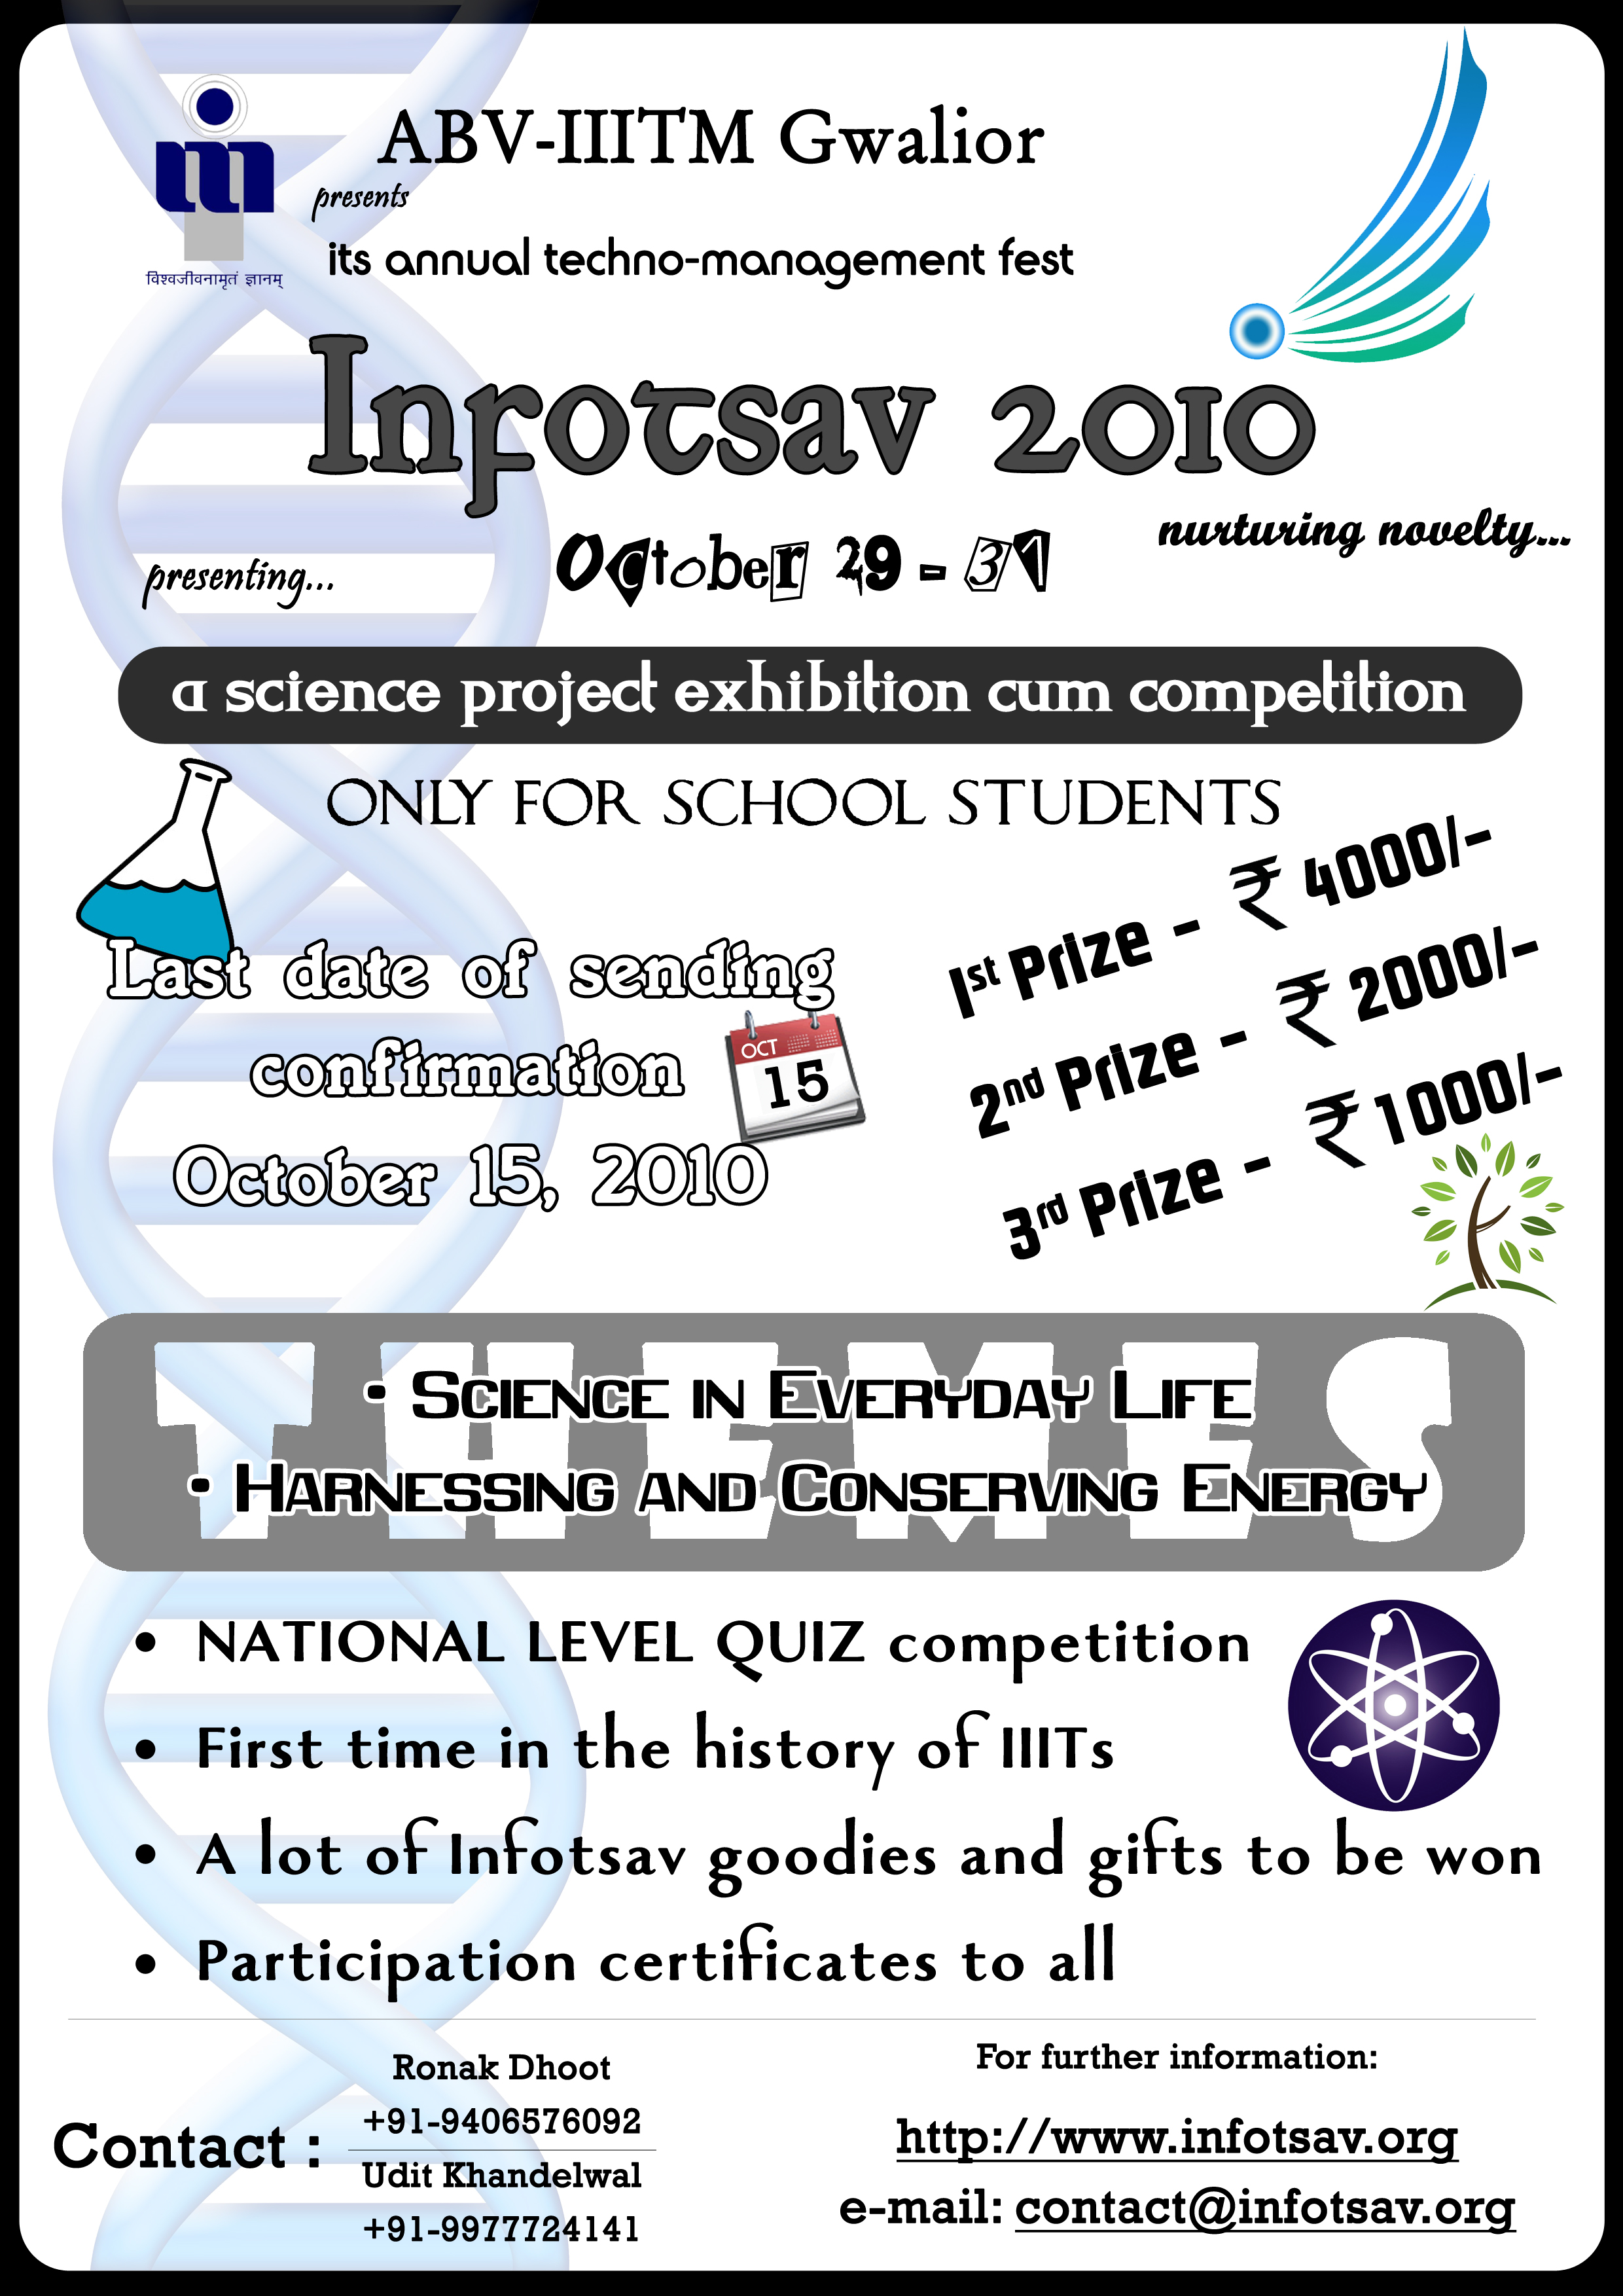 ABV-IIITM Gwalior
presents
विश्वजीवनामृतं ज्ञानम्
its annual techno-management fest
Infotsav 2010
nurturing novelty...
October 29 - 31
presenting...
a science project exhibition cum competition
ONLY FOR SCHOOL STUDENTS
Last date of sending
confirmation
OCT
15
October 15, 2010
1st Prize - ₹ 4000/-
2nd Prize - ₹ 2000/-
3rd Prize - ₹ 1000/-
THEMES
• Science in Everyday Life
• Harnessing and Conserving Energy
• NATIONAL LEVEL QUIZ competition
• First time in the history of IIITs
• A lot of Infotsav goodies and gifts to be won
• Participation certificates to all
Contact :
Ronak Dhoot
+91-9406576092
Udit Khandelwal
+91-9977724141
For further information:
http://www.infotsav.org
e-mail: contact@infotsav.org